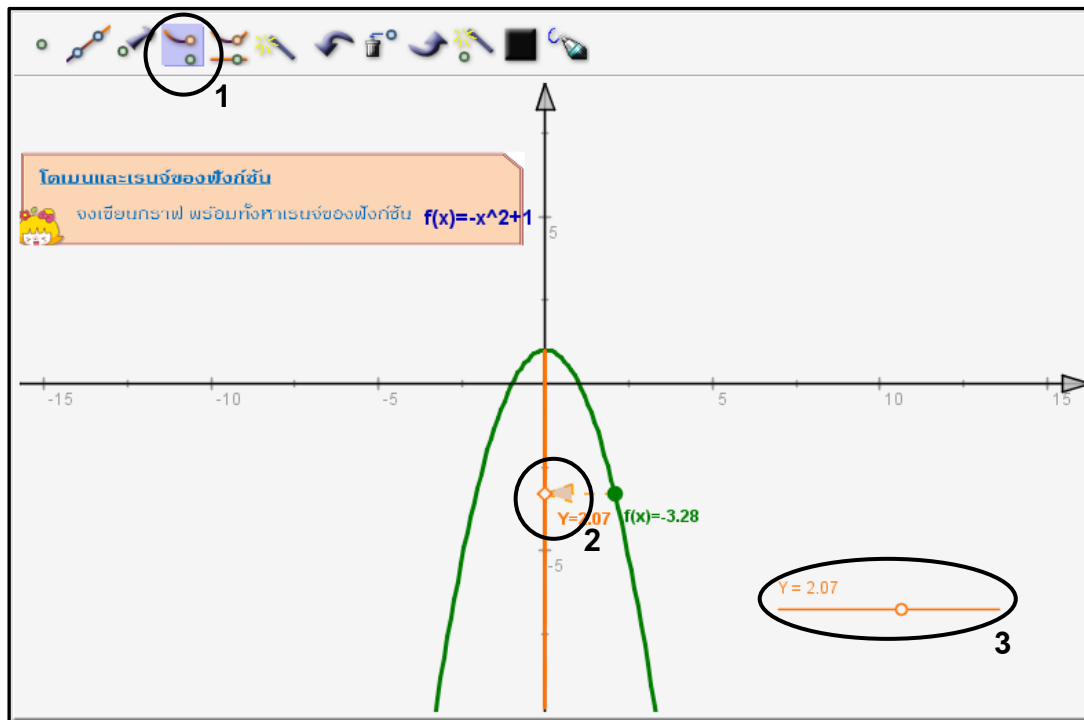 1
โดเมนและเรนจ์ของฟังก์ชัน
จงเขียนกราฟ พร้อมทั้งหาเรนจ์ของฟังก์ชัน f(x)=-x^2+1
5
-15 -10 -5 5 10 15
Y=2.07 f(x)=-3.28
2
-5
Y = 2.07
3